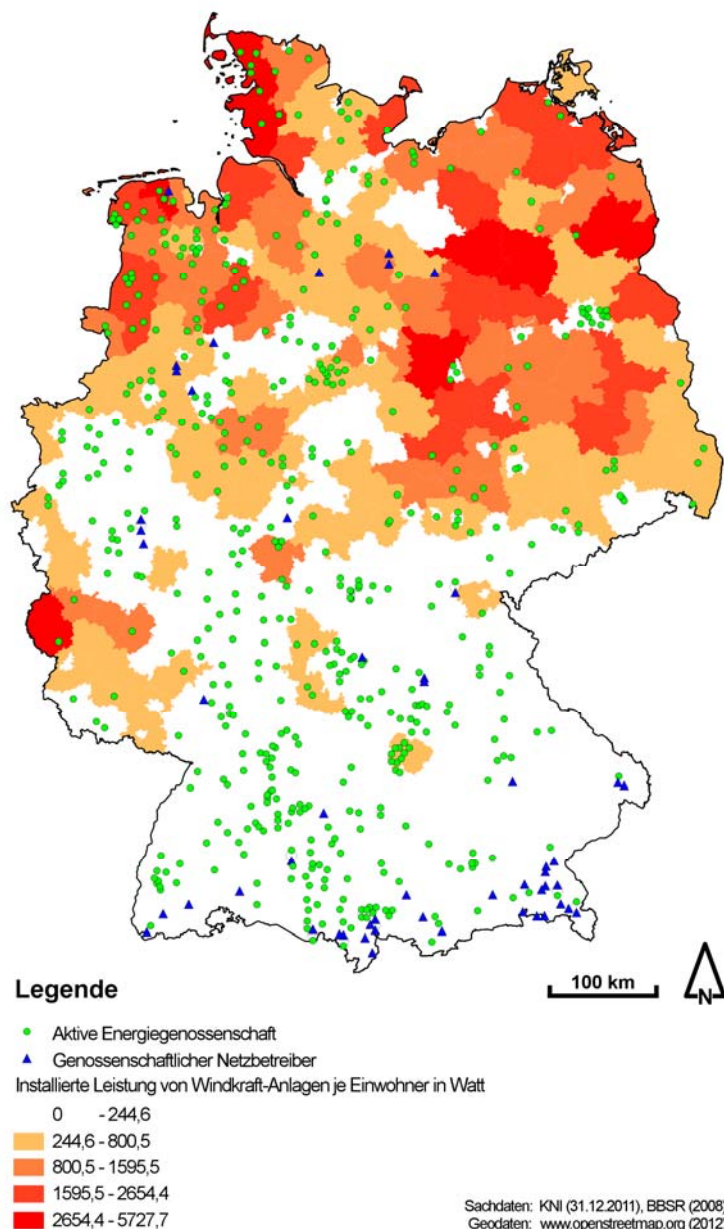 Legende
100 km
N
Aktive Energiegenossenschaft
Genossenschaftlicher Netzbetreiber
Installierte Leistung von Windkraft-Anlagen je Einwohner in Watt
0 - 244,6
244,6 - 800,5
800,5 - 1595,5
1595,5 - 2654,4
2654,4 - 5727,7
Sachdaten: KNI (31.12.2011), BBSR (2008)
Geodaten: www.openstreetmap.org (2012)